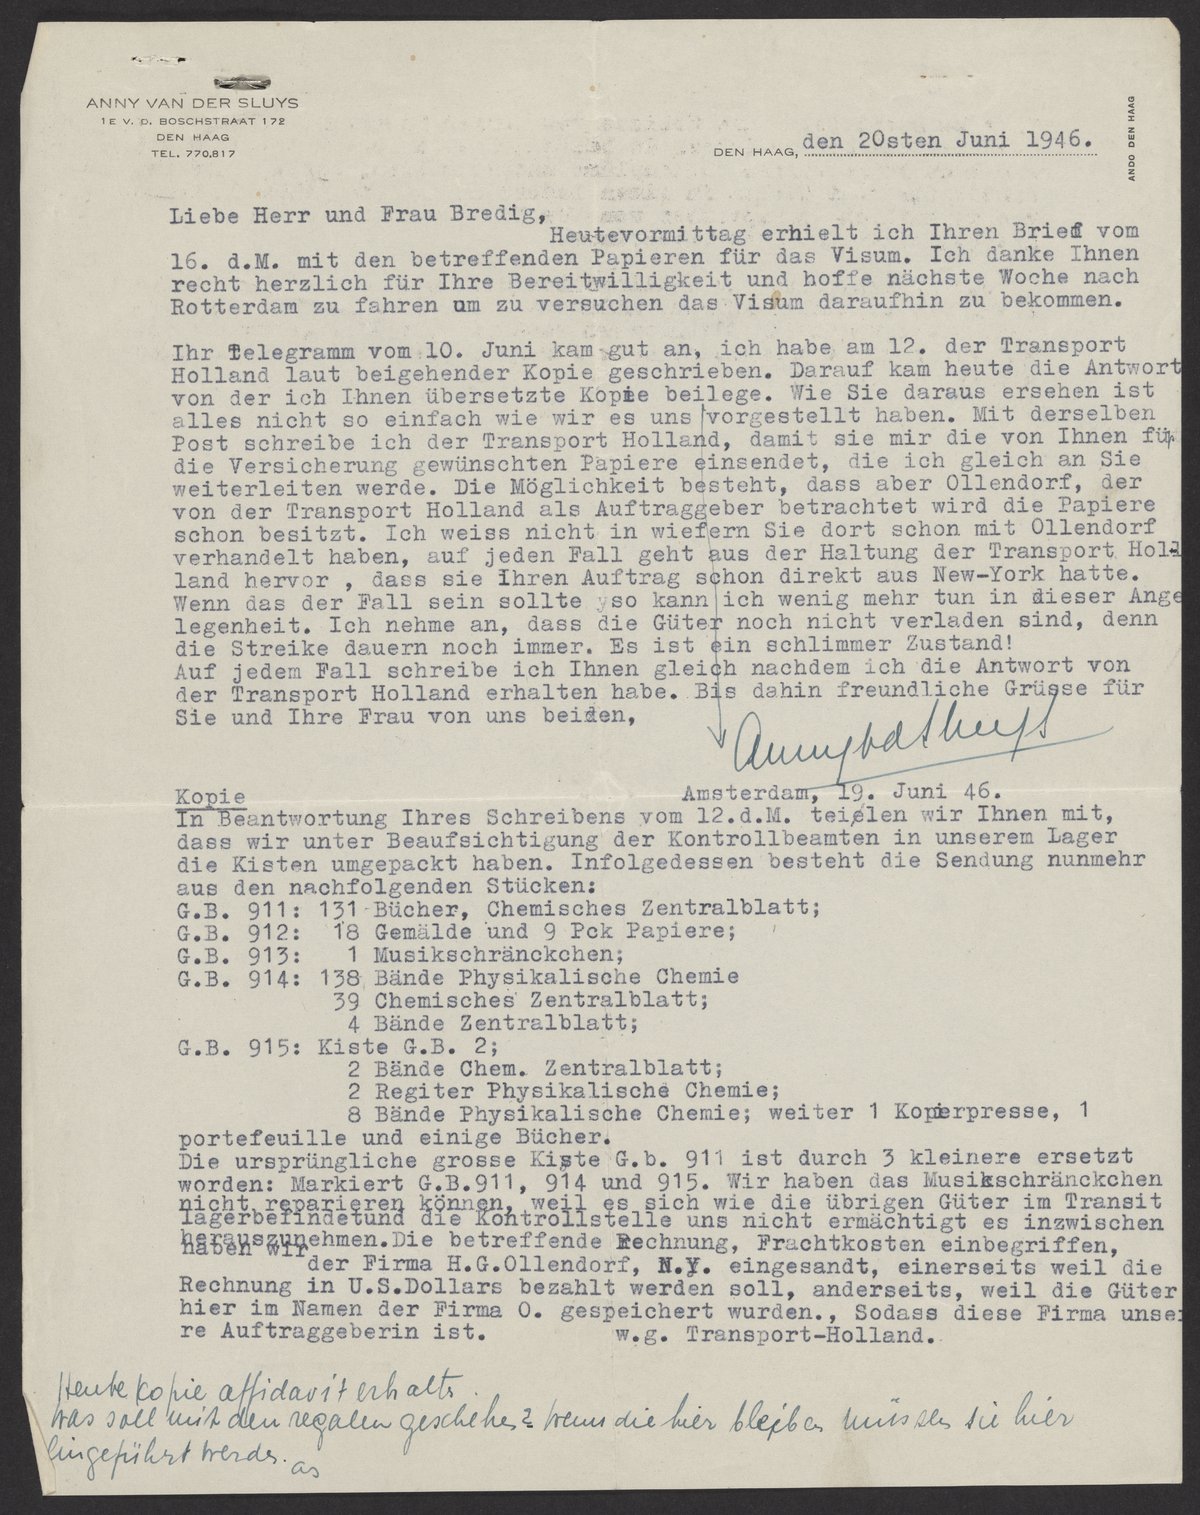 ANNY VAN DER SLUYS
1E V. D. BOSCHSTRAAT 172
DEN HAAG
TEL. 770.817
ANDO DEN HAAG
DEN HAAG, den 20sten Juni 1946.
Liebe Herr und Frau Bredig,
Heutevormittag erhielt ich Ihren Brief vom
16. d.M. mit den betreffenden Papieren für das Visum. Ich danke Ihnen
recht herzlich für Ihre Bereitwilligkeit und hoffe nächste Woche nach
Rotterdam zu fahren um zu versuchen das Visum daraufhin zu bekommen.
Ihr Telegramm vom 10. Juni kam gut an, ich habe am 12. der Transport
Holland laut beigehender Kopie geschrieben. Darauf kam heute die Antwort
von der ich Ihnen übersetzte Kopie beilege. Wie Sie daraus ersehen ist
alles nicht so einfach wie wir es uns vorgestellt haben. Mit derselben
Post schreibe ich der Transport Holland, damit sie mir die von Ihnen für
die Versicherung gewünschten Papiere einsendet, die ich gleich an Sie
weiterleiten werde. Die Möglichkeit besteht, dass aber Ollendorf, der
von der Transport Holland als Auftraggeber betrachtet wird die Papiere
schon besitzt. Ich weiss nicht in wiefern Sie dort schon mit Ollendorf
verhandelt haben, auf jeden Fall geht aus der Haltung der Transport Hol-
land hervor , dass sie Ihren Auftrag schon direkt aus New-York hatte.
Wenn das der Fall sein sollte so kann ich wenig mehr tun in dieser Ange
legenheit. Ich nehme an, dass die Güter noch nicht verladen sind, denn
die Streike dauern noch immer. Es ist ein schlimmer Zustand!
Auf jedem Fall schreibe ich Ihnen gleich nachdem ich die Antwort von
der Transport Holland erhalten habe. Bis dahin freundliche Grüsse für
Sie und Ihre Frau von uns beiden,
Annyvdsluys
Kopie Amsterdam, 19. Juni 46.
In Beantwortung Ihres Schreibens vom 12.d.M. teielen wir Ihnen mit,
dass wir unter Beaufsichtigung der Kontrollbeamten in unserem Lager
die Kisten umgepackt haben. Infolgedessen besteht die Sendung nunmehr
aus den nachfolgenden Stücken:
G.B. 911: 131 Bücher, Chemisches Zentralblatt;
G.B. 912: 18 Gemälde und 9 Pck Papiere;
G.B. 913: 1 Musikschränckchen;
G.B. 914: 138 Bände Physikalische Chemie
39 Chemisches Zentralblatt;
4 Bände Zentralblatt;
G.B. 915: Kiste G.B. 2;
2 Bände Chem. Zentralblatt;
2 Regiter Physikalische Chemie;
8 Bände Physikalische Chemie; weiter 1 Kopierpresse, 1
portefeuille und einige Bücher.
Die ursprüngliche grosse Kiste G.b. 911 ist durch 3 kleinere ersetzt
worden: Markiert G.B.911, 914 und 915. Wir haben das Musikschränckchen
nicht reparieren können, weil es sich wie die übrigen Güter im Transit
lagerbefindetund die Kontrollstelle uns nicht ermächtigt es inzwischen
herauszunehmen.Die betreffende Rechnung, Frachtkosten einbegriffen,
haben wir
der Firma H.G.Ollendorf, N.Y. eingesandt, einerseits weil die
Rechnung in U.S.Dollars bezahlt werden soll, anderseits, weil die Güter
hier im Namen der Firma O. gespeichert wurden., Sodass diese Firma unse
re Auftraggeberin ist. w.g. Transport-Holland.
Heute kopie affidavit erhalten.
Was soll mit den regalen geschehen? Wenn die hier bleiben müssen sie hier
eingeführt werden. as